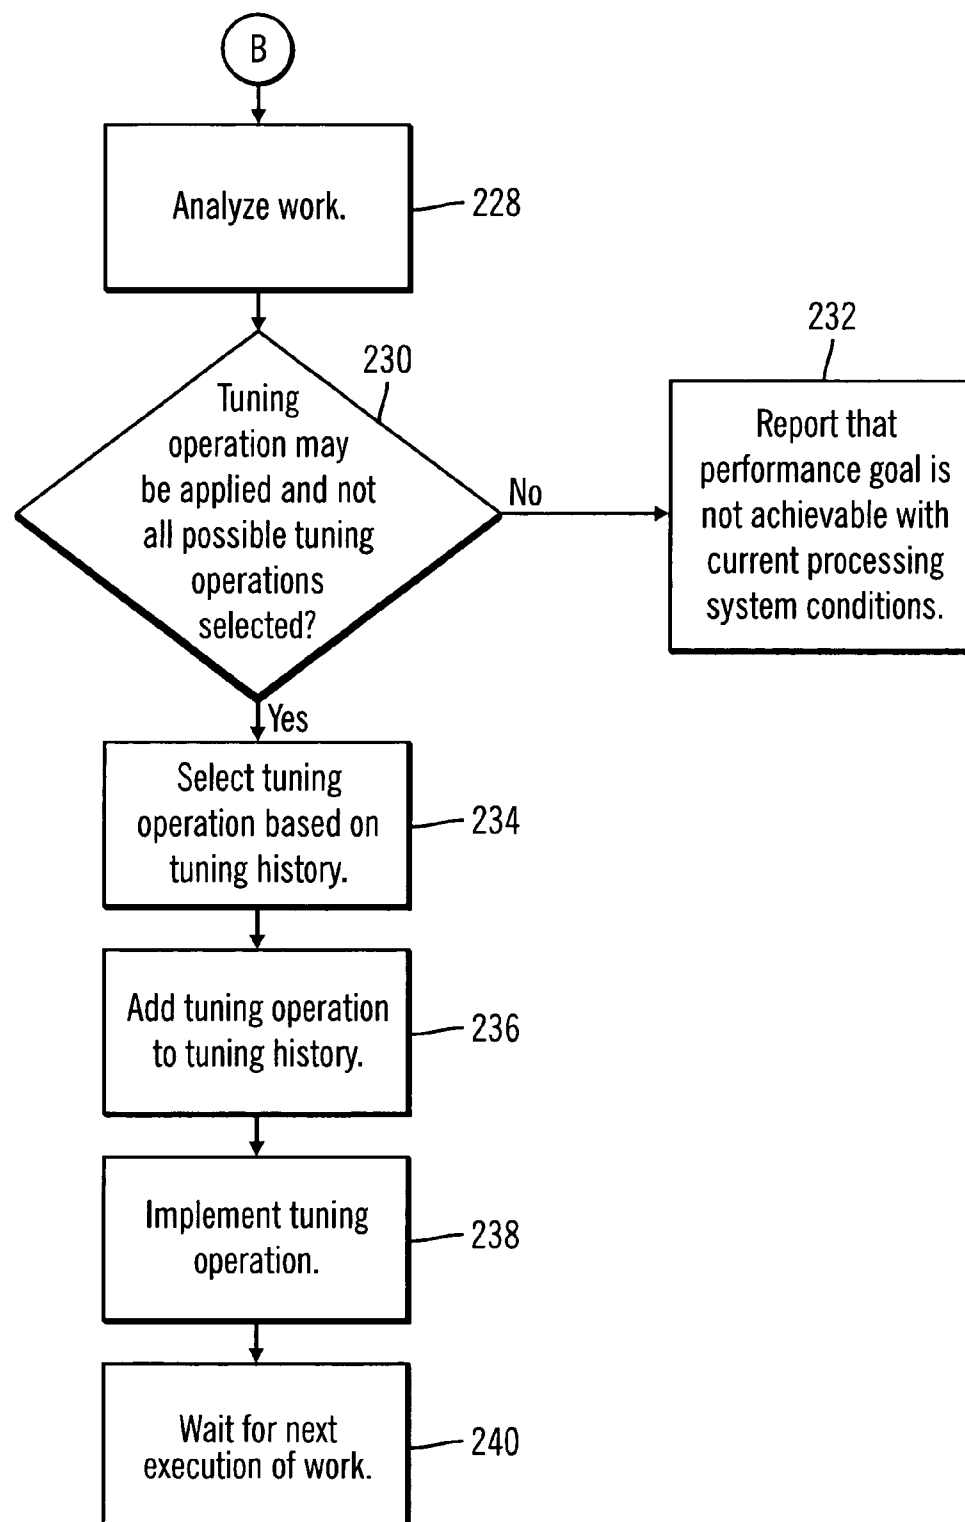 B
Analyze work.
228
230
Tuning
operation may
be applied and not
all possible tuning
operations
selected?
No
232
Report that
performance goal is
not achievable with
current processing
system conditions.
Yes
Select tuning
operation based on
tuning history.
234
Add tuning operation
to tuning history.
236
Implement tuning
operation.
238
Wait for next
execution of work.
240